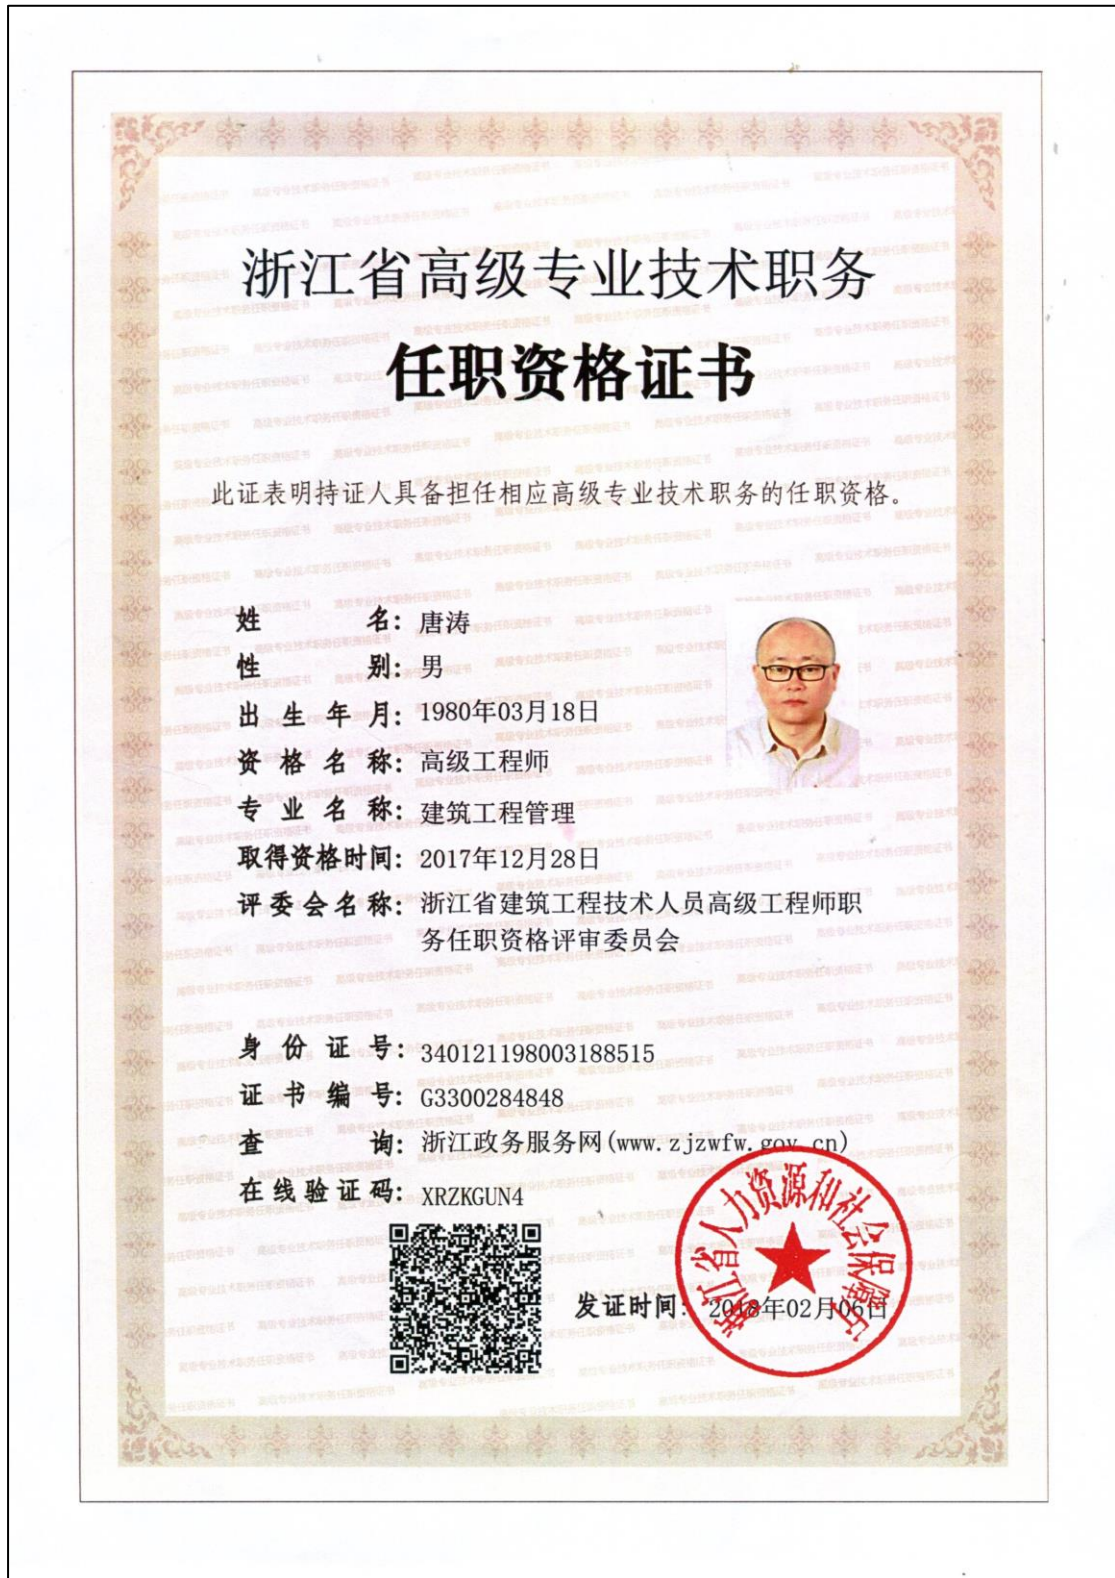 浙江省高级专业技术职务
任职资格证书
此证表明持证人具备担任相应高级专业技术职务的任职资格。
姓名：唐涛
性别：男
出生年月：1980年03月18日
资格名称：高级工程师
专业名称：建筑工程管理
取得资格时间：2017年12月28日
评委会名称：浙江省建筑工程技术人员高级工程师职
务任职资格评审委员会
身份证号：340121198003188515
证书编号：G3300284848
查询：浙江政务服务网(www.zjzwfw.gov.cn)
在线验证码：XRZKGUN4
浙江省人力资源和社会保障厅
发证时间：2018年02月06日